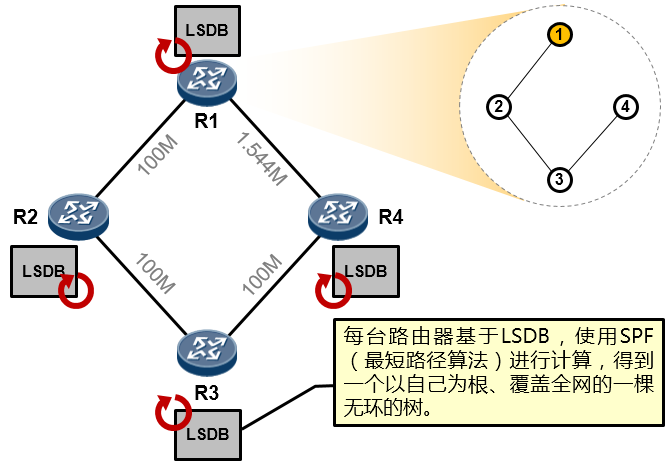 LSDB
R1
1
2
4
3
100M
1.544M
R2
R4
LSDB
LSDB
100M
100M
R3
LSDB
每台路由器基于LSDB，使用SPF
（最短路径算法）进行计算，得到
一个以自己为根、覆盖全网的一棵
无环的树。